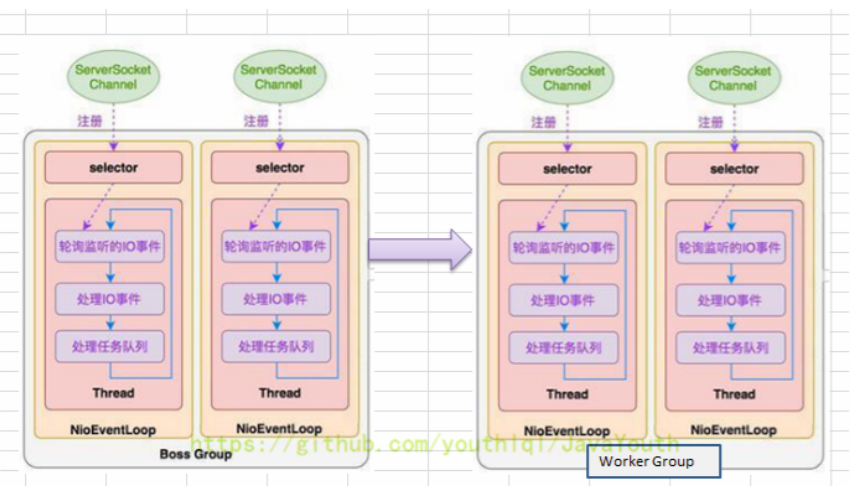 ServerSocket
Channel
ServerSocket
Channel
注册
注册
selector
selector
轮询监听的IO事件
轮询监听的IO事件
处理IO事件
处理IO事件
处理任务队列
处理任务队列
Thread
Thread
NioEventLoop
NioEventLoop
Boss Group
ServerSocket
Channel
ServerSocket
Channel
注册
注册
selector
selector
轮询监听的IO事件
轮询监听的IO事件
处理IO事件
处理IO事件
处理任务队列
处理任务队列
Thread
Thread
NioEventLoop
NioEventLoop
Worker Group
https://github.com/youthlql/JavaYouth